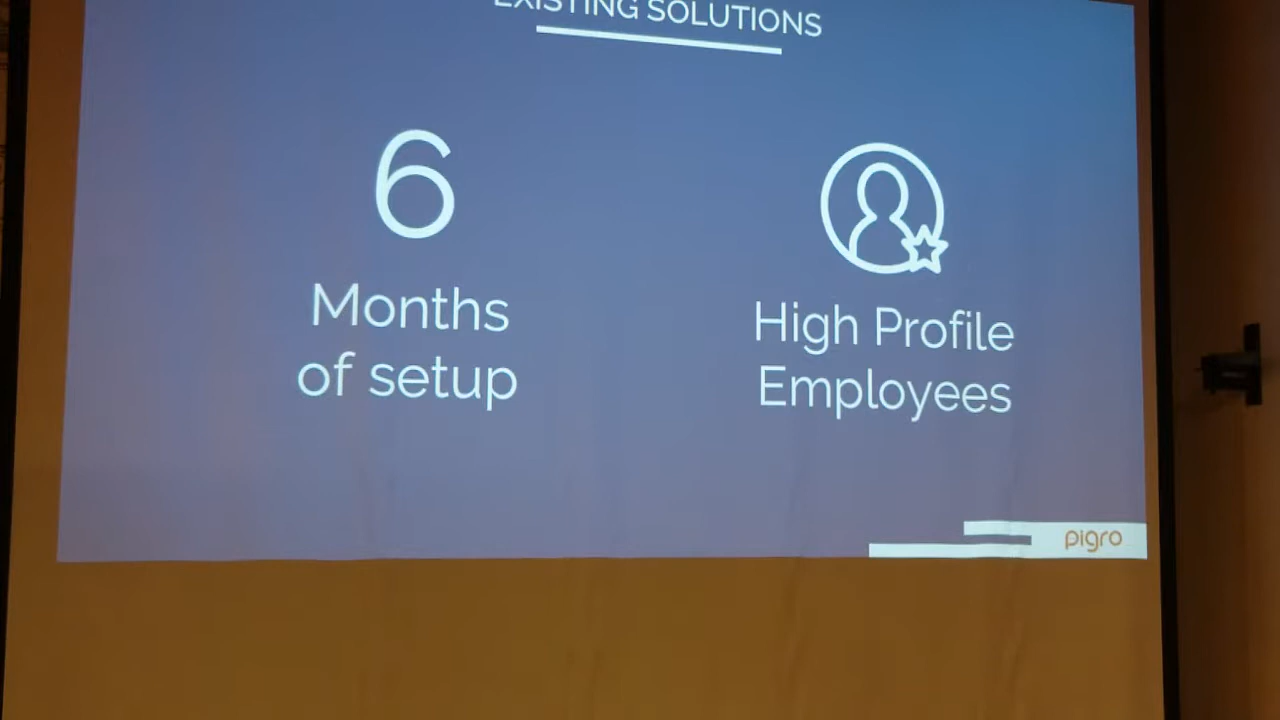 EXISTING SOLUTIONS
6
Months
of setup
High Profile
Employees
pigro